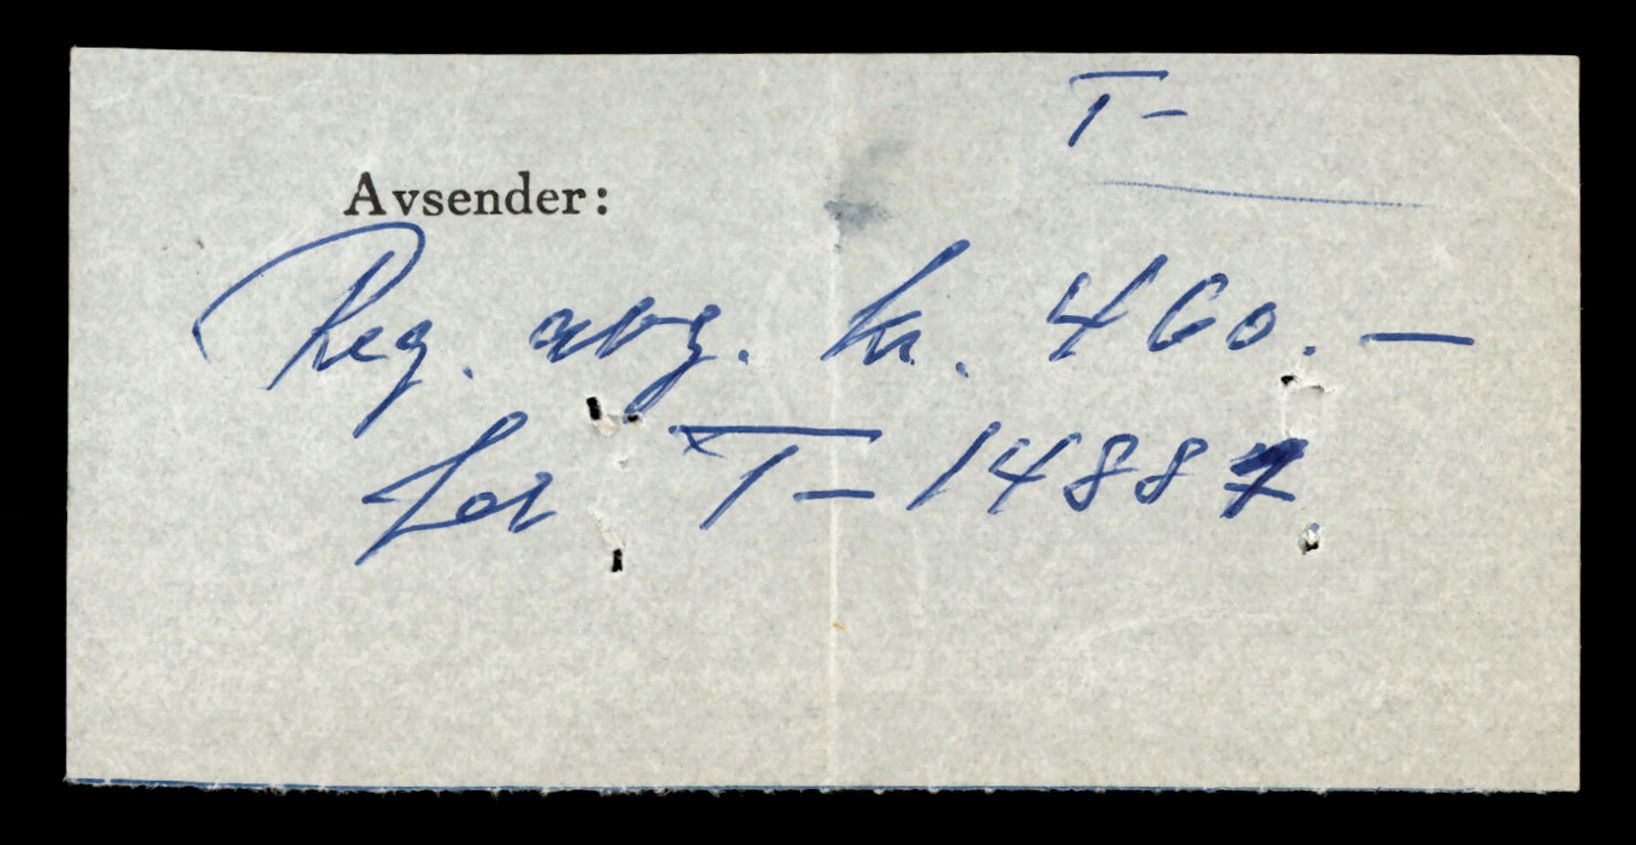 T-
Avsender:
Reg. avg. kr. 460.-
for T-14887